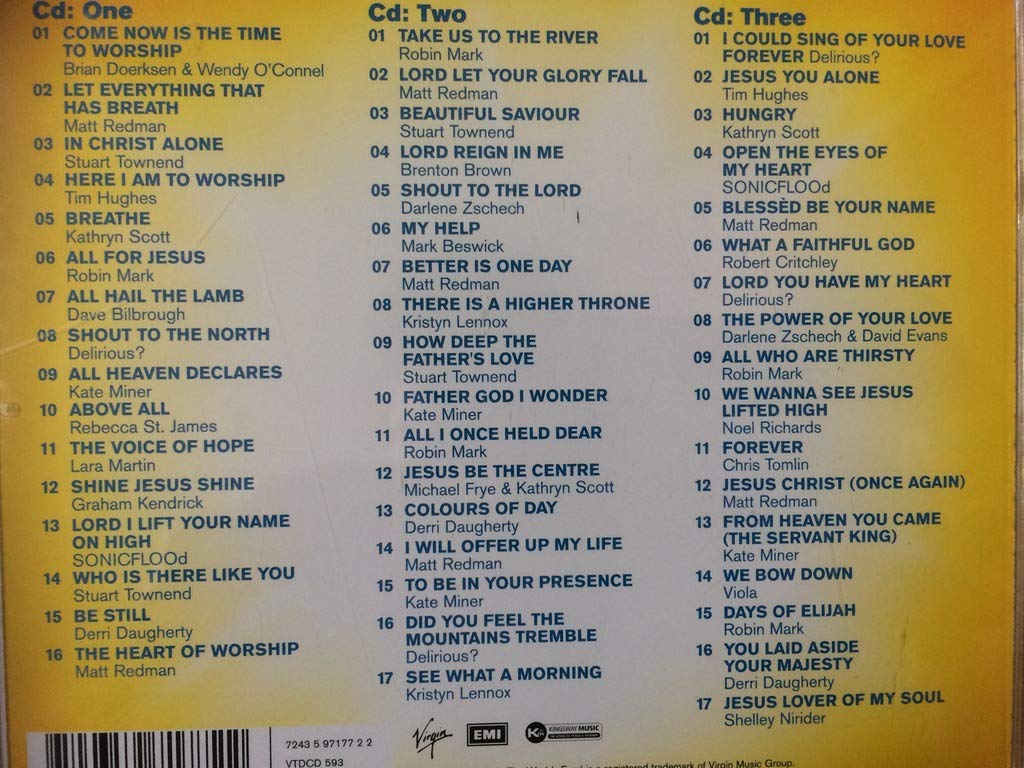 Cd: One
01 COME NOW IS THE TIME
TO WORSHIP
Brian Doerksen & Wendy O'Connel
02 LET EVERYTHING THAT
HAS BREATH
Matt Redman
03 IN CHRIST ALONE
Stuart Townend
04 HERE I AM TO WORSHIP
Tim Hughes
05 BREATHE
Kathryn Scott
06 ALL FOR JESUS
Robin Mark
07 ALL HAIL THE LAMB
Dave Bilbrough
08 SHOUT TO THE NORTH
Delirious?
09 ALL HEAVEN DECLARES
Kate Miner
10 ABOVE ALL
Rebecca St. James
11 THE VOICE OF HOPE
Lara Martin
12 SHINE JESUS SHINE
Graham Kendrick
13 LORD I LIFT YOUR NAME
ON HIGH
SONICFLOOd
14 WHO IS THERE LIKE YOU
Stuart Townend
15 BE STILL
Derri Daugherty
16 THE HEART OF WORSHIP
Matt Redman
Cd: Two
01 TAKE US TO THE RIVER
Robin Mark
02 LORD LET YOUR GLORY FALL
Matt Redman
03 BEAUTIFUL SAVIOUR
Stuart Townend
04 LORD REIGN IN ME
Brenton Brown
05 SHOUT TO THE LORD
Darlene Zschech
06 MY HELP
Mark Beswick
07 BETTER IS ONE DAY
Matt Redman
08 THERE IS A HIGHER THRONE
Kristyn Lennox
09 HOW DEEP THE
FATHER'S LOVE
Stuart Townend
10 FATHER GOD I WONDER
Kate Miner
11 ALL I ONCE HELD DEAR
Robin Mark
12 JESUS BE THE CENTRE
Michael Frye & Kathryn Scott
13 COLOURS OF DAY
Derri Daugherty
14 I WILL OFFER UP MY LIFE
Matt Redman
15 TO BE IN YOUR PRESENCE
Kate Miner
16 DID YOU FEEL THE
MOUNTAINS TREMBLE
Delirious?
17 SEE WHAT A MORNING
Kristyn Lennox
Cd: Three
01 I COULD SING OF YOUR LOVE
FOREVER Delirious?
02 JESUS YOU ALONE
Tim Hughes
03 HUNGRY
Kathryn Scott
04 OPEN THE EYES OF
MY HEART
SONICFLOOd
05 BLESSÈD BE YOUR NAME
Matt Redman
06 WHAT A FAITHFUL GOD
Robert Critchley
07 LORD YOU HAVE MY HEART
Delirious?
08 THE POWER OF YOUR LOVE
Darlene Zschech & David Evans
09 ALL WHO ARE THIRSTY
Robin Mark
10 WE WANNA SEE JESUS
LIFTED HIGH
Noel Richards
11 FOREVER
Chris Tomlin
12 JESUS CHRIST (ONCE AGAIN)
Matt Redman
13 FROM HEAVEN YOU CAME
(THE SERVANT KING)
Kate Miner
14 WE BOW DOWN
Viola
15 DAYS OF ELIJAH
Robin Mark
16 YOU LAID ASIDE
YOUR MAJESTY
Derri Daugherty
17 JESUS LOVER OF MY SOUL
Shelley Nirider
7243 5 97177 2 2
VTDCD 593
Virgin EMI K KINGSWAY MUSIC
is a registered trademark of Virgin Music Group.